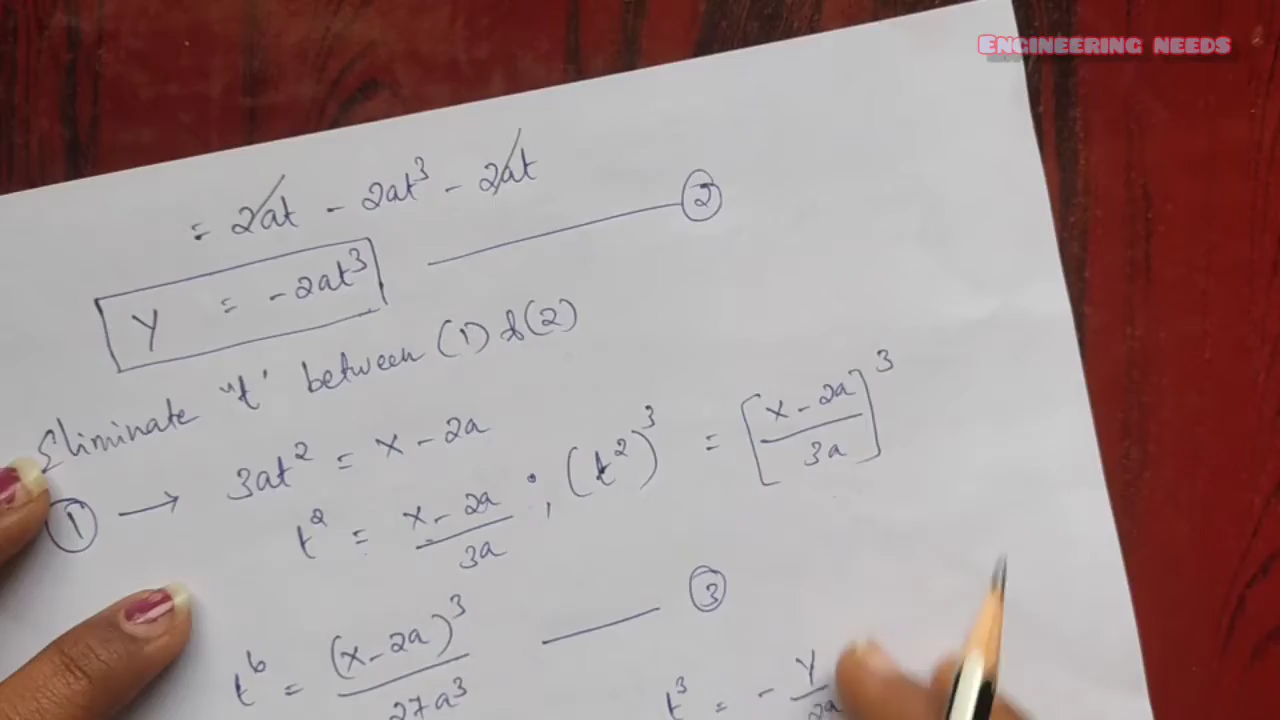 ENGINEERING NEEDS
= 2at - 2at³ - 2at
Y = - 2at³ ——— ②
Eliminate "t" between (1) & (2)
① → 3at² = X - 2a
t² = X - 2a / 3a ; (t²)³ = [X - 2a / 3a]³
t⁶ = (X - 2a)³ / 27a³ ——— ③
t³ = - Y / 2a